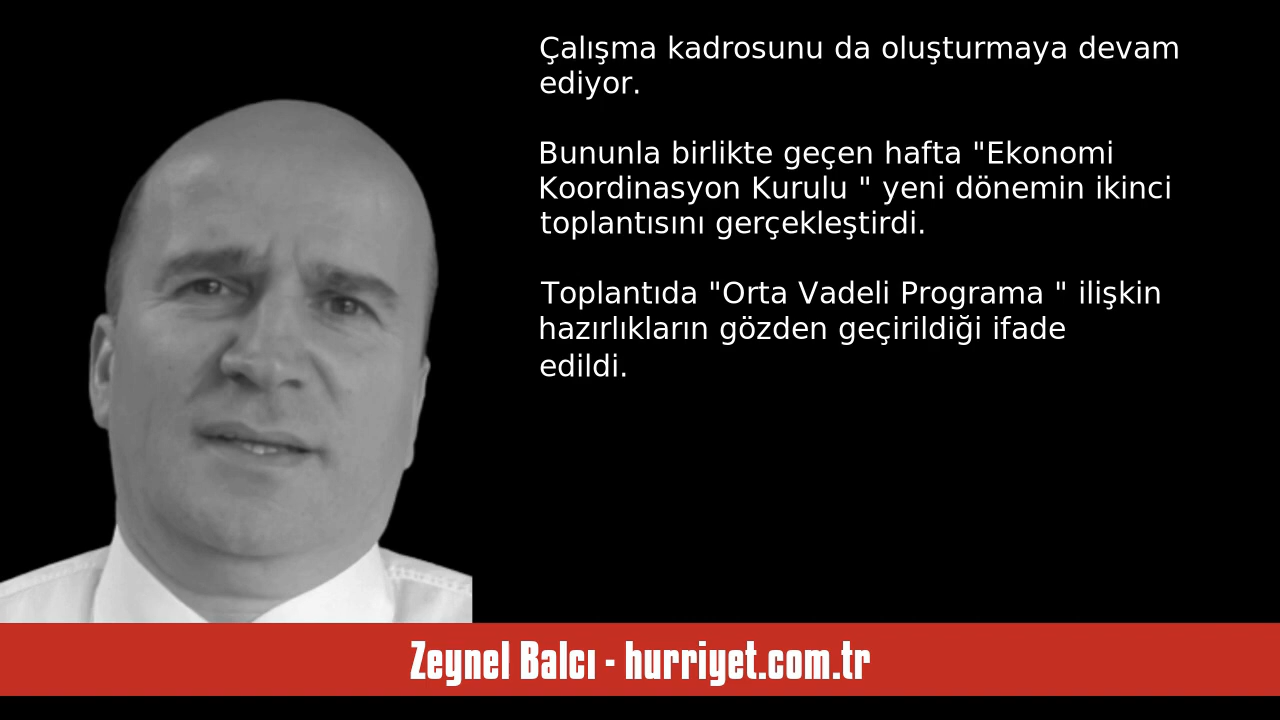 Çalışma kadrosunu da oluşturmaya devam
ediyor.
Bununla birlikte geçen hafta "Ekonomi
Koordinasyon Kurulu " yeni dönemin ikinci
toplantısını gerçekleştirdi.
Toplantıda "Orta Vadeli Programa " ilişkin
hazırlıkların gözden geçirildiği ifade
edildi.
Zeynel Balcı - hurriyet.com.tr